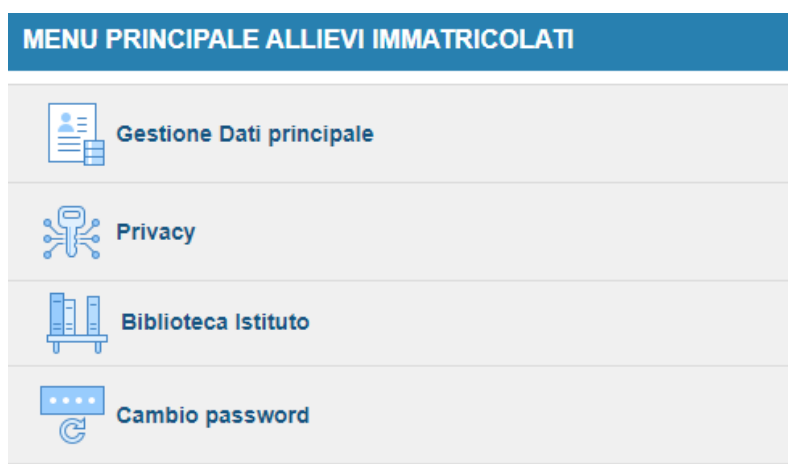 MENU PRINCIPALE ALLIEVI IMMATRICOLATI
Gestione Dati principale
Privacy
Biblioteca Istituto
Cambio password